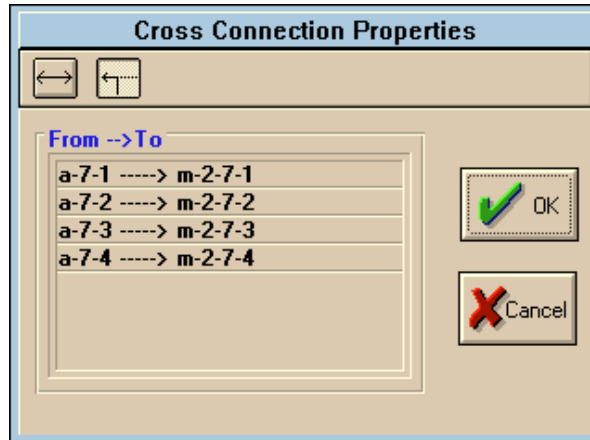 Cross Connection Properties
From -->To
a-7-1 -----> m-2-7-1
a-7-2 -----> m-2-7-2
a-7-3 -----> m-2-7-3
a-7-4 -----> m-2-7-4
OK
Cancel